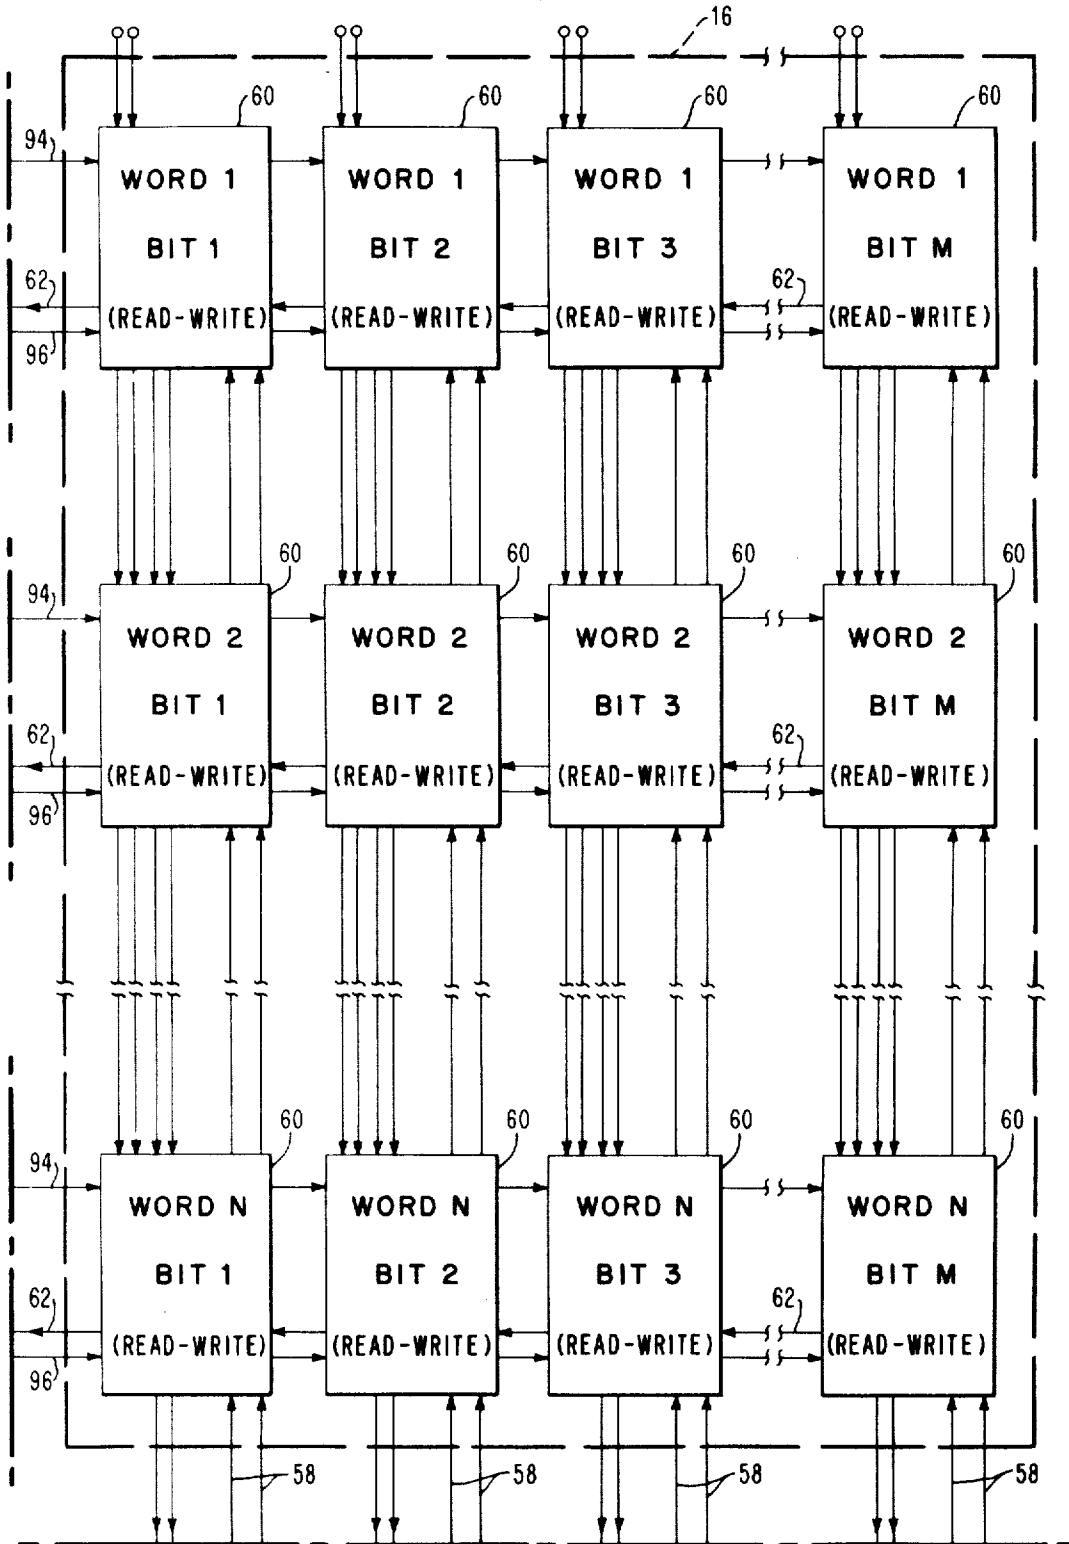 16
60 60 60 60
94
WORD 1 WORD 1 WORD 1 WORD 1
BIT 1 BIT 2 BIT 3 BIT M
62 62
(READ-WRITE) (READ-WRITE) (READ-WRITE) (READ-WRITE)
96
60 60 60 60
94
WORD 2 WORD 2 WORD 2 WORD 2
BIT 1 BIT 2 BIT 3 BIT M
62 62
(READ-WRITE) (READ-WRITE) (READ-WRITE) (READ-WRITE)
96
60 60 60 60
94
WORD N WORD N WORD N WORD N
BIT 1 BIT 2 BIT 3 BIT M
62 62
(READ-WRITE) (READ-WRITE) (READ-WRITE) (READ-WRITE)
96
58 58 58 58